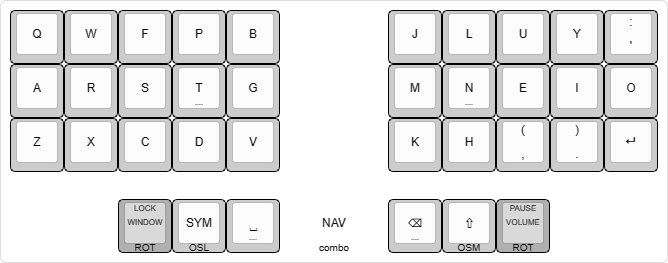 Q W F P B J L U Y :
'
A R S T G M N E I O
_ _
Z X C D V K H ( )
, . ↵
LOCK PAUSE
WINDOW SYM ⎵ NAV ⌫ ⇧ VOLUME
_ _
ROT OSL combo OSM ROT